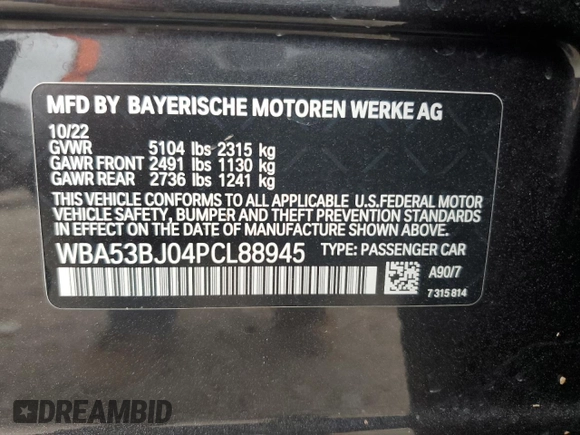 MFD BY BAYERISCHE MOTOREN WERKE AG
10/22
GVWR 5104 lbs 2315 kg
GAWR FRONT 2491 lbs 1130 kg
GAWR REAR 2736 lbs 1241 kg
THIS VEHICLE CONFORMS TO ALL APPLICABLE U.S.FEDERAL MOTOR
VEHICLE SAFETY, BUMPER AND THEFT PREVENTION STANDARDS
IN EFFECT ON THE DATE OF MANUFACTURE SHOWN ABOVE.
WBA53BJ04PCL88945 TYPE: PASSENGER CAR
A90/7
7 315 814
DREAMBID